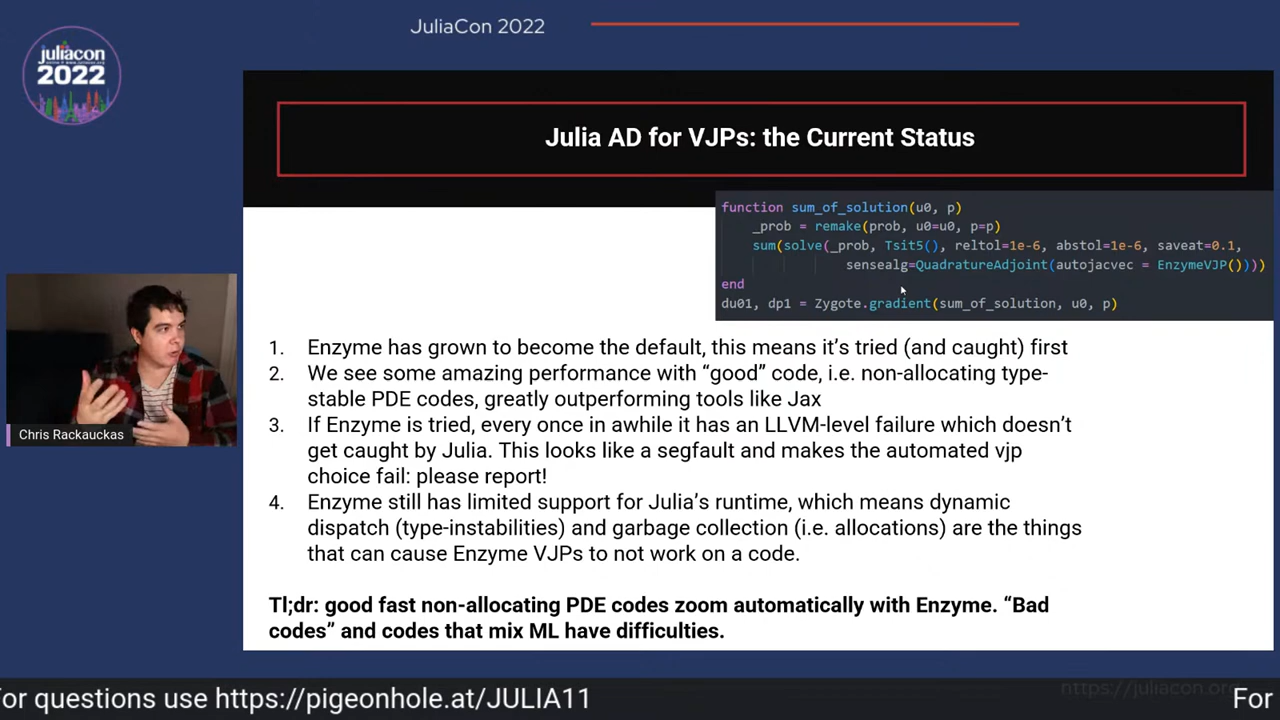 JuliaCon 2022
juliacon
2022
Julia AD for VJPs: the Current Status
function sum_of_solution(u0, p)
_prob = remake(prob, u0=u0, p=p)
sum(solve(_prob, Tsit5(), reltol=1e-6, abstol=1e-6, saveat=0.1,
sensealg=QuadratureAdjoint(autojacvec = EnzymeVJP())))
end
du01, dp1 = Zygote.gradient(sum_of_solution, u0, p)
1. Enzyme has grown to become the default, this means it’s tried (and caught) first
2. We see some amazing performance with “good” code, i.e. non-allocating type-
stable PDE codes, greatly outperforming tools like Jax
3. If Enzyme is tried, every once in awhile it has an LLVM-level failure which doesn’t
get caught by Julia. This looks like a segfault and makes the automated vjp
choice fail: please report!
4. Enzyme still has limited support for Julia’s runtime, which means dynamic
dispatch (type-instabilities) and garbage collection (i.e. allocations) are the things
that can cause Enzyme VJPs to not work on a code.
Tl;dr: good fast non-allocating PDE codes zoom automatically with Enzyme. “Bad
codes” and codes that mix ML have difficulties.
Chris Rackauckas
https://juliacon.org
or questions use https://pigeonhole.at/JULIA11
For